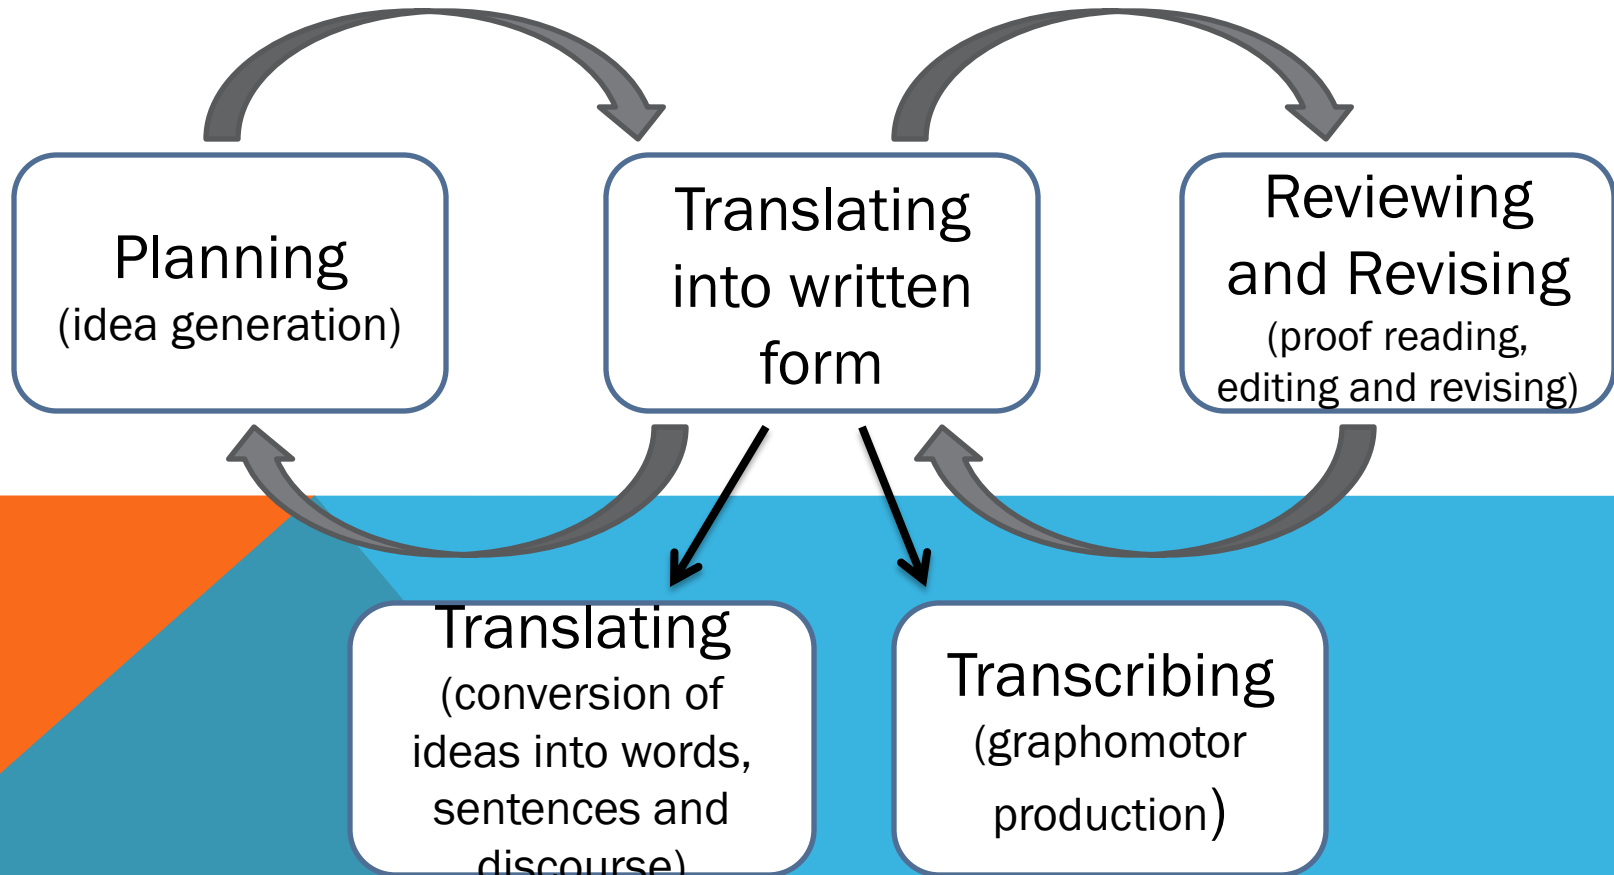 Planning
(idea generation)
Translating
into written
form
Reviewing
and Revising
(proof reading,
editing and revising)
Translating
(conversion of
ideas into words,
sentences and
discourse)
Transcribing
(graphomotor
production)